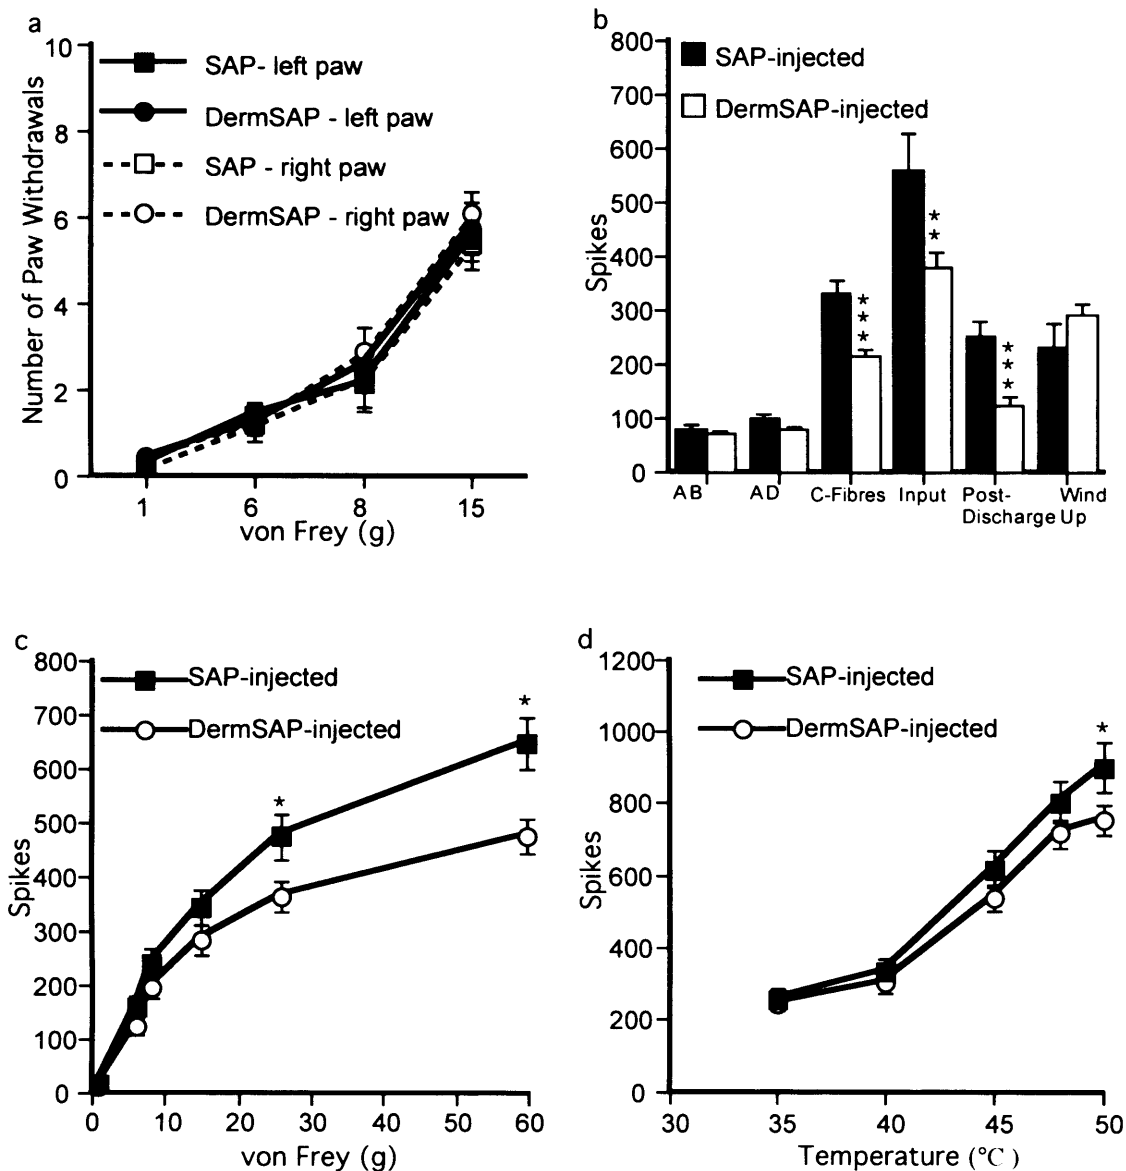 a
10
8
6
4
2
0
Number of Paw Withdrawals
SAP- left paw
DermSAP - left paw
SAP - right paw
DermSAP - right paw
1 6 8 15
von Frey (g)
b
800
700
600
500
400
300
200
100
0
Spikes
SAP-injected
DermSAP-injected
**
***
***
AB AD C-Fibres Input Post- Wind
Discharge Up
c
800
700
600
500
400
300
200
100
0
Spikes
SAP-injected
DermSAP-injected
*
*
0 10 20 30 40 50 60
von Frey (g)
d
1200
1000
800
600
400
200
0
Spikes
SAP-injected
DermSAP-injected
*
30 35 40 45 50
Temperature (°C)